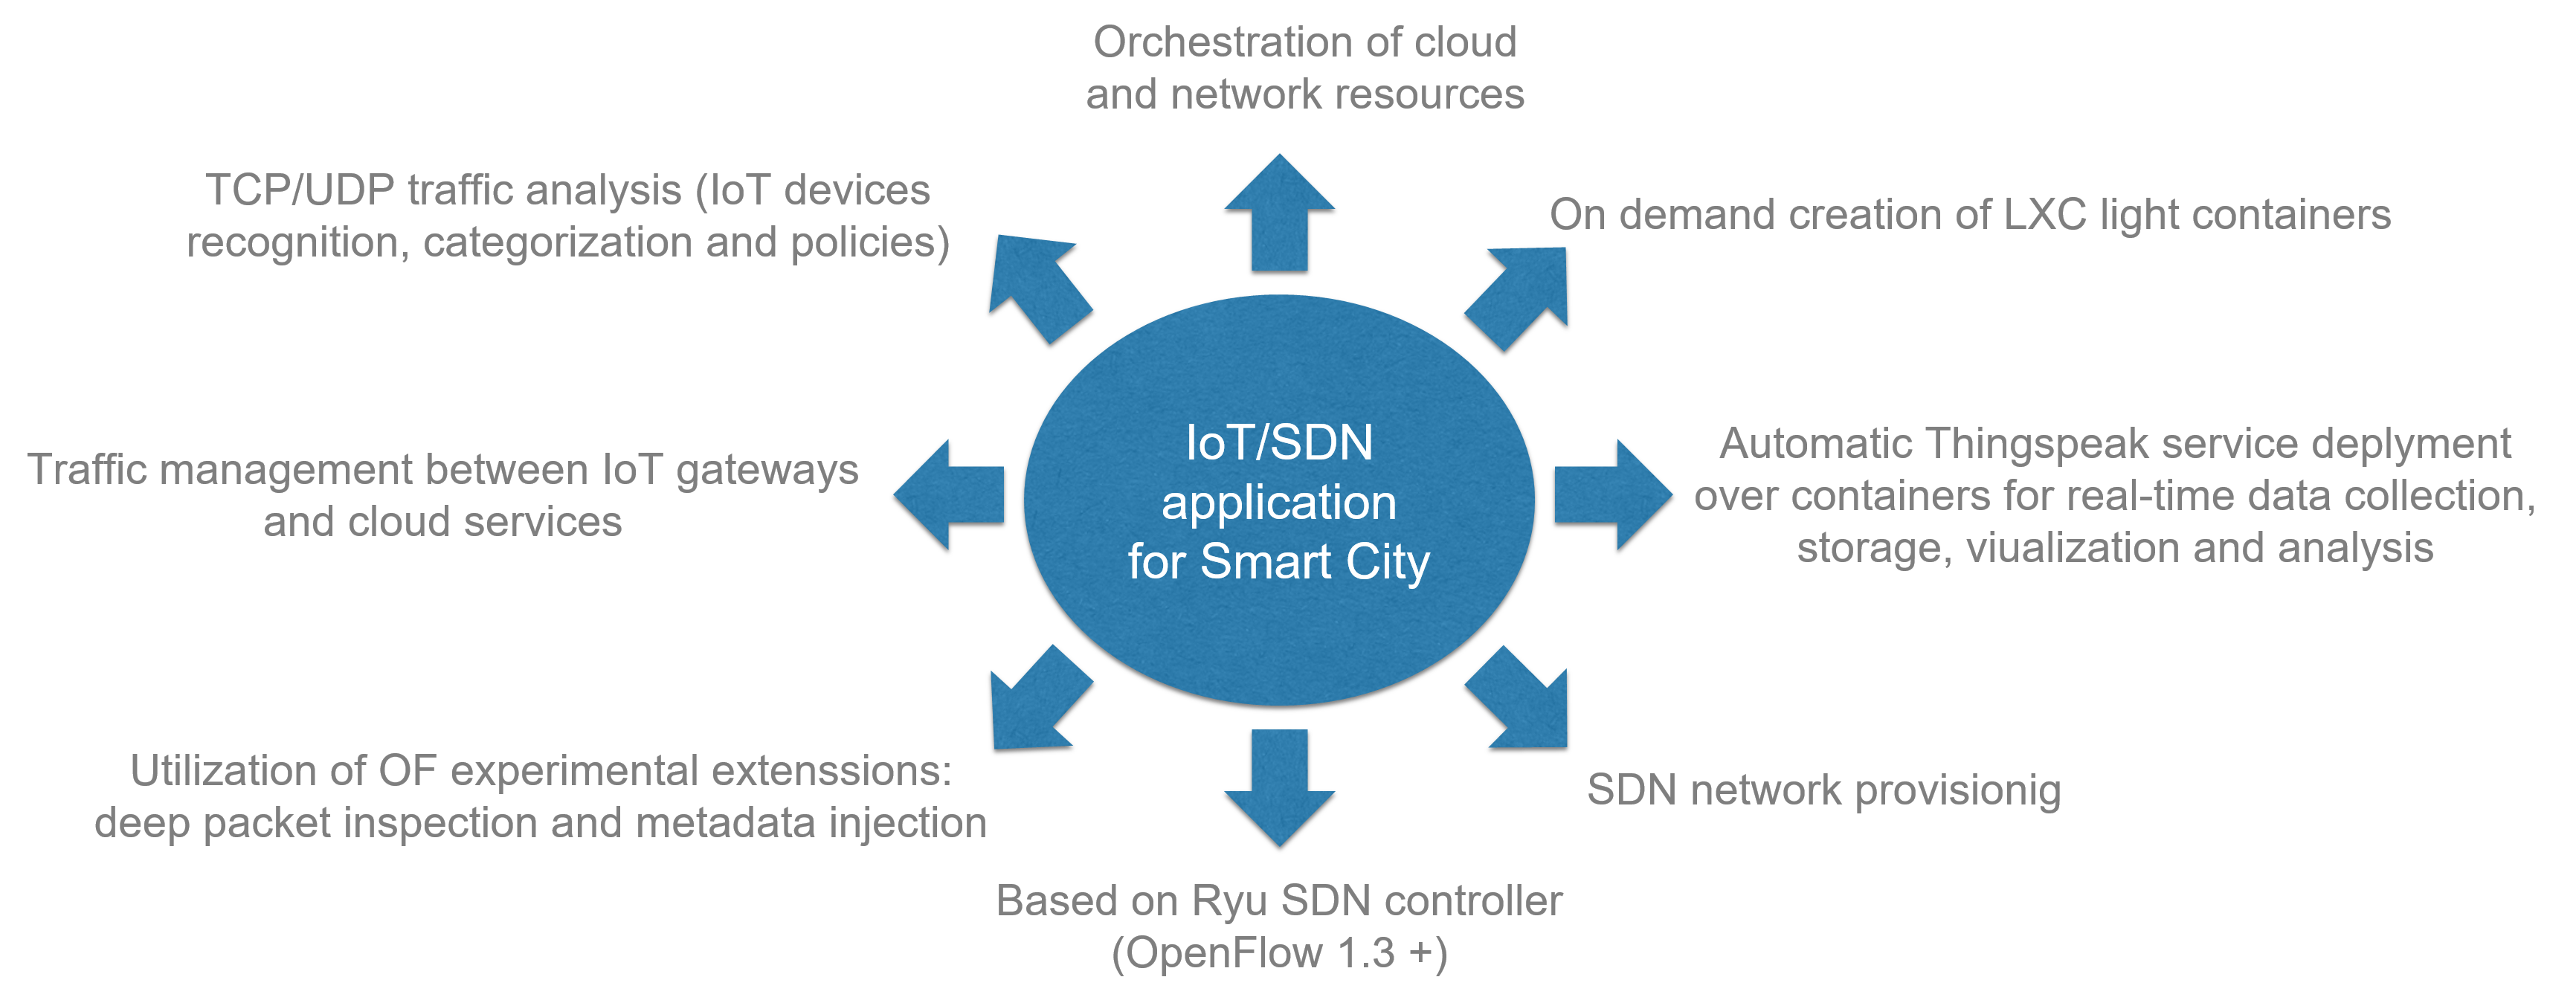 Orchestration of cloud
and network resources
TCP/UDP traffic analysis (IoT devices
recognition, categorization and policies)
On demand creation of LXC light containers
Traffic management between IoT gateways
and cloud services
IoT/SDN
application
for Smart City
Automatic Thingspeak service deplyment
over containers for real-time data collection,
storage, viualization and analysis
Utilization of OF experimental extenssions:
deep packet inspection and metadata injection
SDN network provisionig
Based on Ryu SDN controller
(OpenFlow 1.3 +)